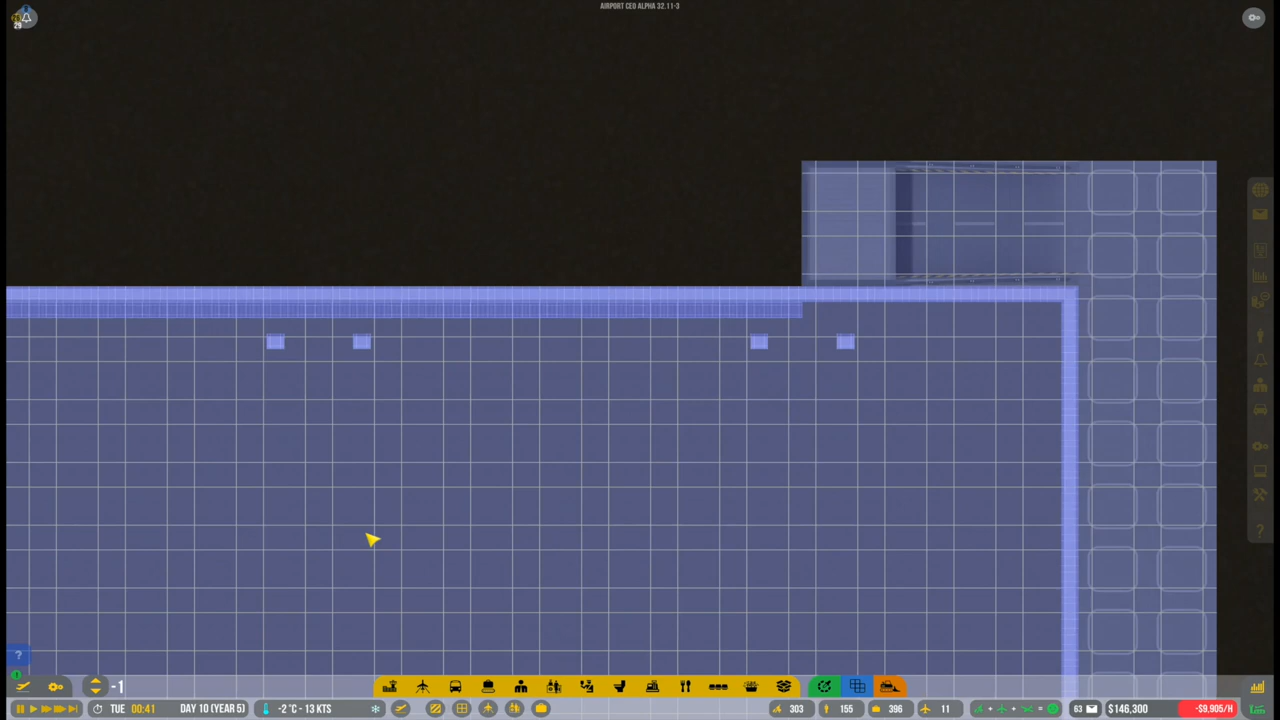 AIRPORT CEO ALPHA 32.11-3
29
?
?
-1
TUE 00:41 DAY 10 (YEAR 5) -2°C - 13 KTS 303 155 396 11 + + = 63 $146,300 -$9,905/H